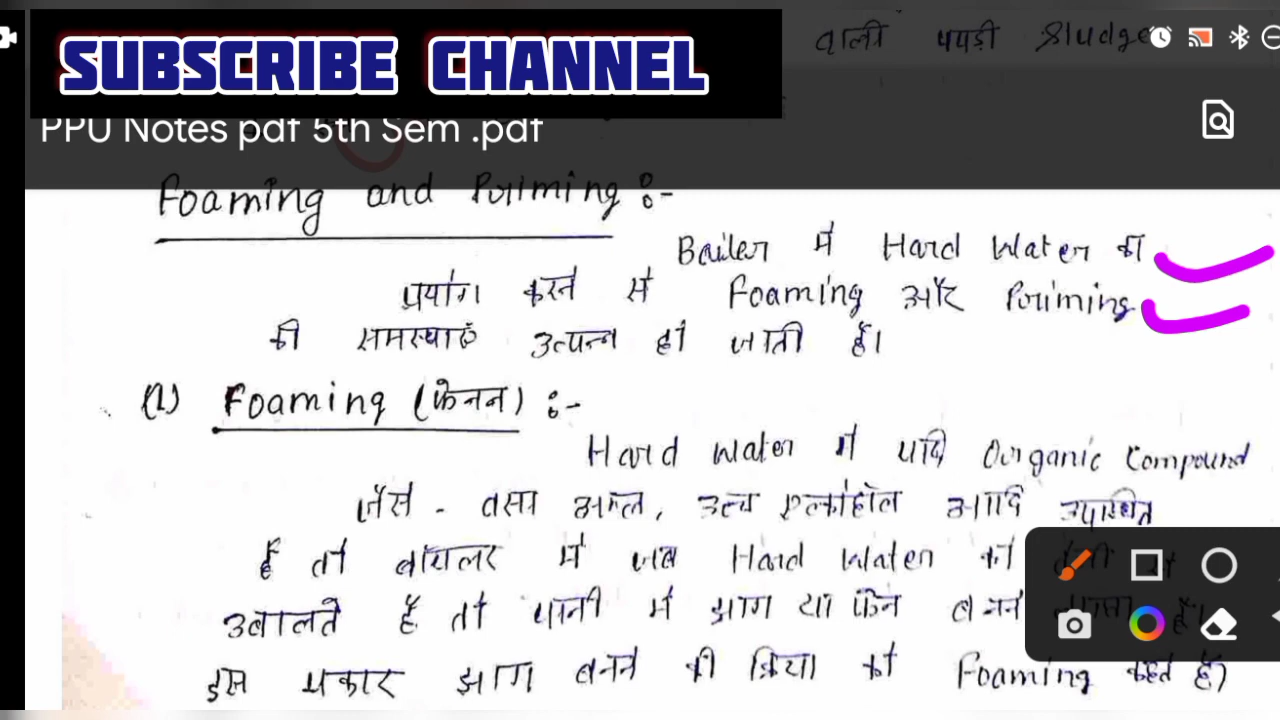 वाली पपड़ी Sludge
SUBSCRIBE CHANNEL
PPU Notes pdf 5th Sem .pdf
Foaming and Priming :-
Boiler में Hard Water का
प्रयोग करने से Foaming और Priming
की समस्याएं उत्पन्न हो जाती हैं।
(1) Foaming (फेनन) :-
Hard Water में यदि Organic Compound
जैसे - वसा अम्ल, उच्च एल्कोहॉल आदि उपस्थित
हैं तो बॉयलर में जब Hard Water को
उबालते हैं तो पानी में झाग या फेन बनने
इस प्रकार झाग बनने की क्रिया को Foaming कहते हैं।